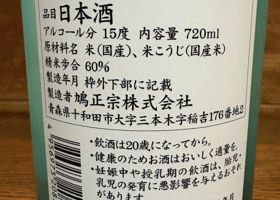 品目日本酒
アルコール分 15度 内容量 720ml
原材料名 米(国産)、米こうじ(国産米)
精米歩合 60%
製造年月 枠外下部に記載
製造者鳩正宗株式会社
青森県十和田市大字三本木字稲吉176番地2
・飲酒は20歳になってから。
・健康のためお酒はおいしく適量を。
・妊娠中や授乳期の飲酒は、胎児・
乳児の発育に悪影響を与えるおそれ
があります。